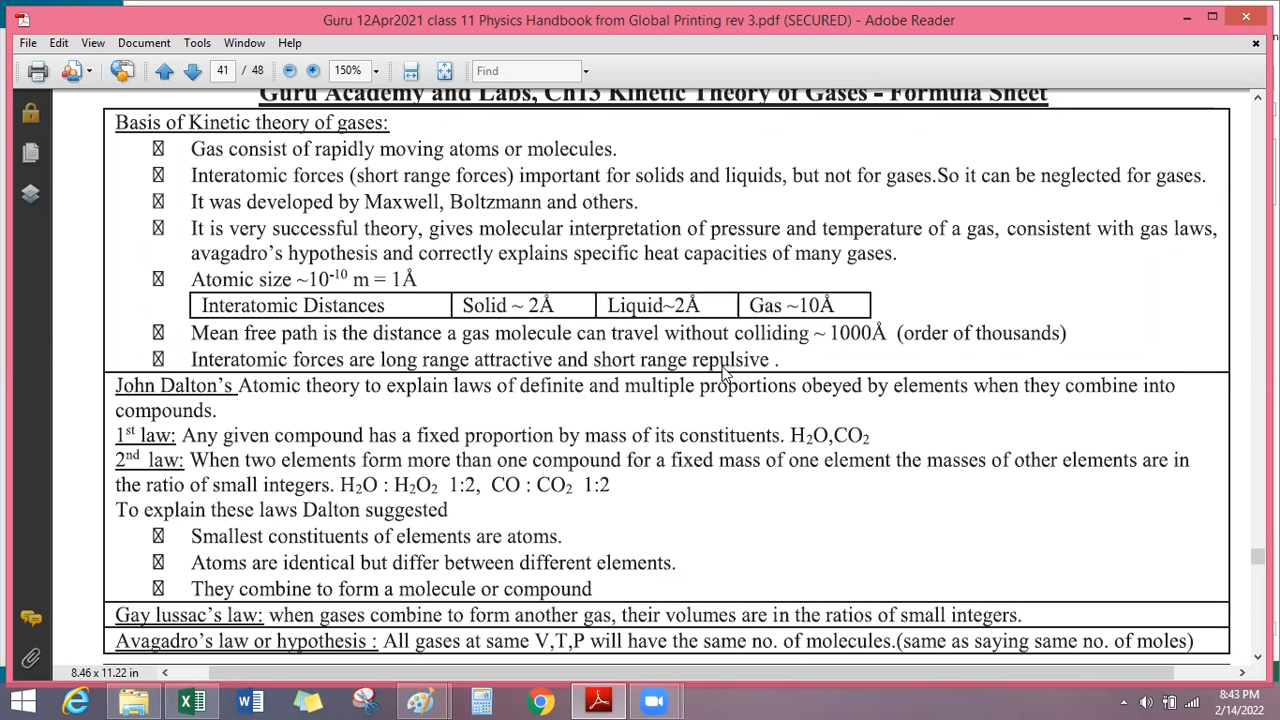 Guru 12Apr2021 class 11 Physics Handbook from Global Printing rev 3.pdf (SECURED) - Adobe Reader
File Edit View Document Tools Window Help
41 / 48 150% Find
Guru Academy and Labs, Ch13 Kinetic Theory of Gases - Formula Sheet
Basis of Kinetic theory of gases:
Gas consist of rapidly moving atoms or molecules.
Interatomic forces (short range forces) important for solids and liquids, but not for gases.So it can be neglected for gases.
It was developed by Maxwell, Boltzmann and others.
It is very successful theory, gives molecular interpretation of pressure and temperature of a gas, consistent with gas laws,
avagadro's hypothesis and correctly explains specific heat capacities of many gases.
Atomic size ~10⁻¹⁰ m = 1Å
Interatomic Distances Solid ~ 2Å Liquid~2Å Gas ~10Å
Mean free path is the distance a gas molecule can travel without colliding ~ 1000Å (order of thousands)
Interatomic forces are long range attractive and short range repulsive .
John Dalton's Atomic theory to explain laws of definite and multiple proportions obeyed by elements when they combine into
compounds.
1st law: Any given compound has a fixed proportion by mass of its constituents. H₂O,CO₂
2nd law: When two elements form more than one compound for a fixed mass of one element the masses of other elements are in
the ratio of small integers. H₂O : H₂O₂ 1:2, CO : CO₂ 1:2
To explain these laws Dalton suggested
Smallest constituents of elements are atoms.
Atoms are identical but differ between different elements.
They combine to form a molecule or compound
Gay lussac's law: when gases combine to form another gas, their volumes are in the ratios of small integers.
Avagadro's law or hypothesis : All gases at same V,T,P will have the same no. of molecules.(same as saying same no. of moles)
8.46 x 11.22 in
8:43 PM
2/14/2022